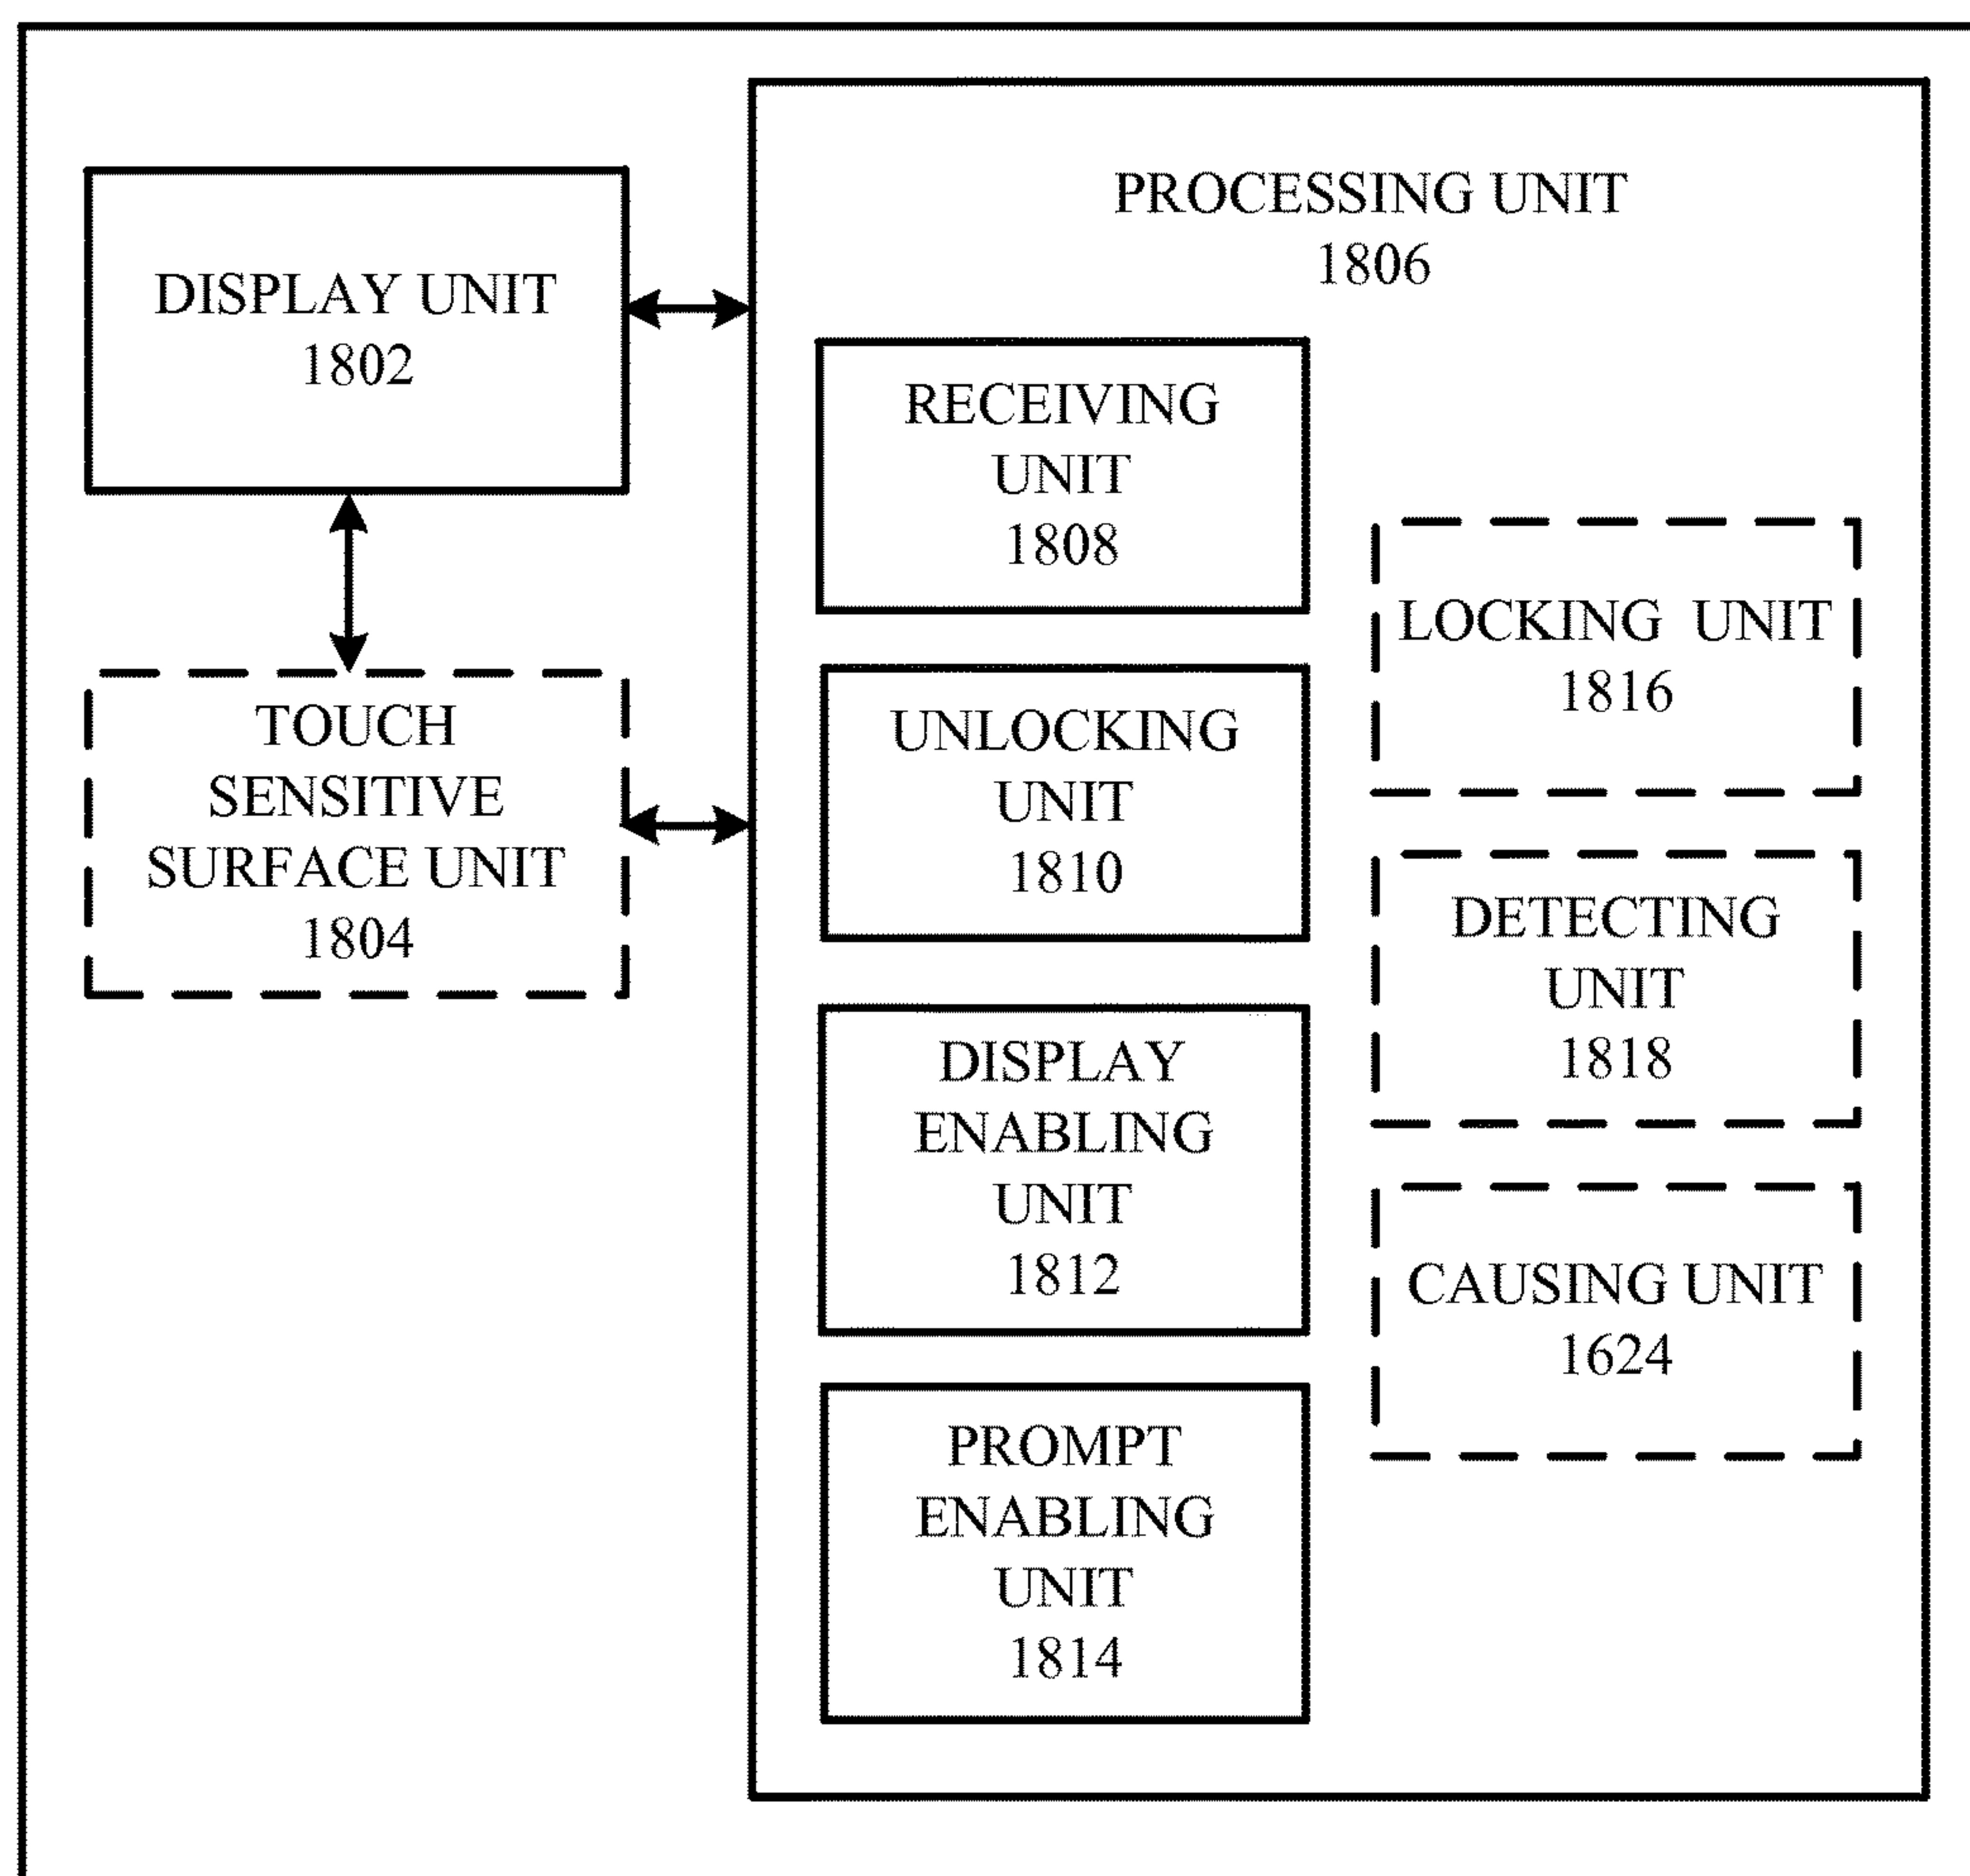 DISPLAY UNIT
1802
TOUCH
SENSITIVE
SURFACE UNIT
1804
PROCESSING UNIT
1806
RECEIVING
UNIT
1808
UNLOCKING
UNIT
1810
DISPLAY
ENABLING
UNIT
1812
PROMPT
ENABLING
UNIT
1814
LOCKING UNIT
1816
DETECTING
UNIT
1818
CAUSING UNIT
1624